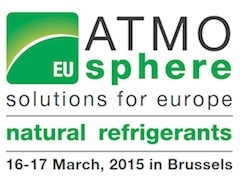 ATMO
EU sphere
solutions for europe
natural refrigerants
16-17 March, 2015 in Brussels